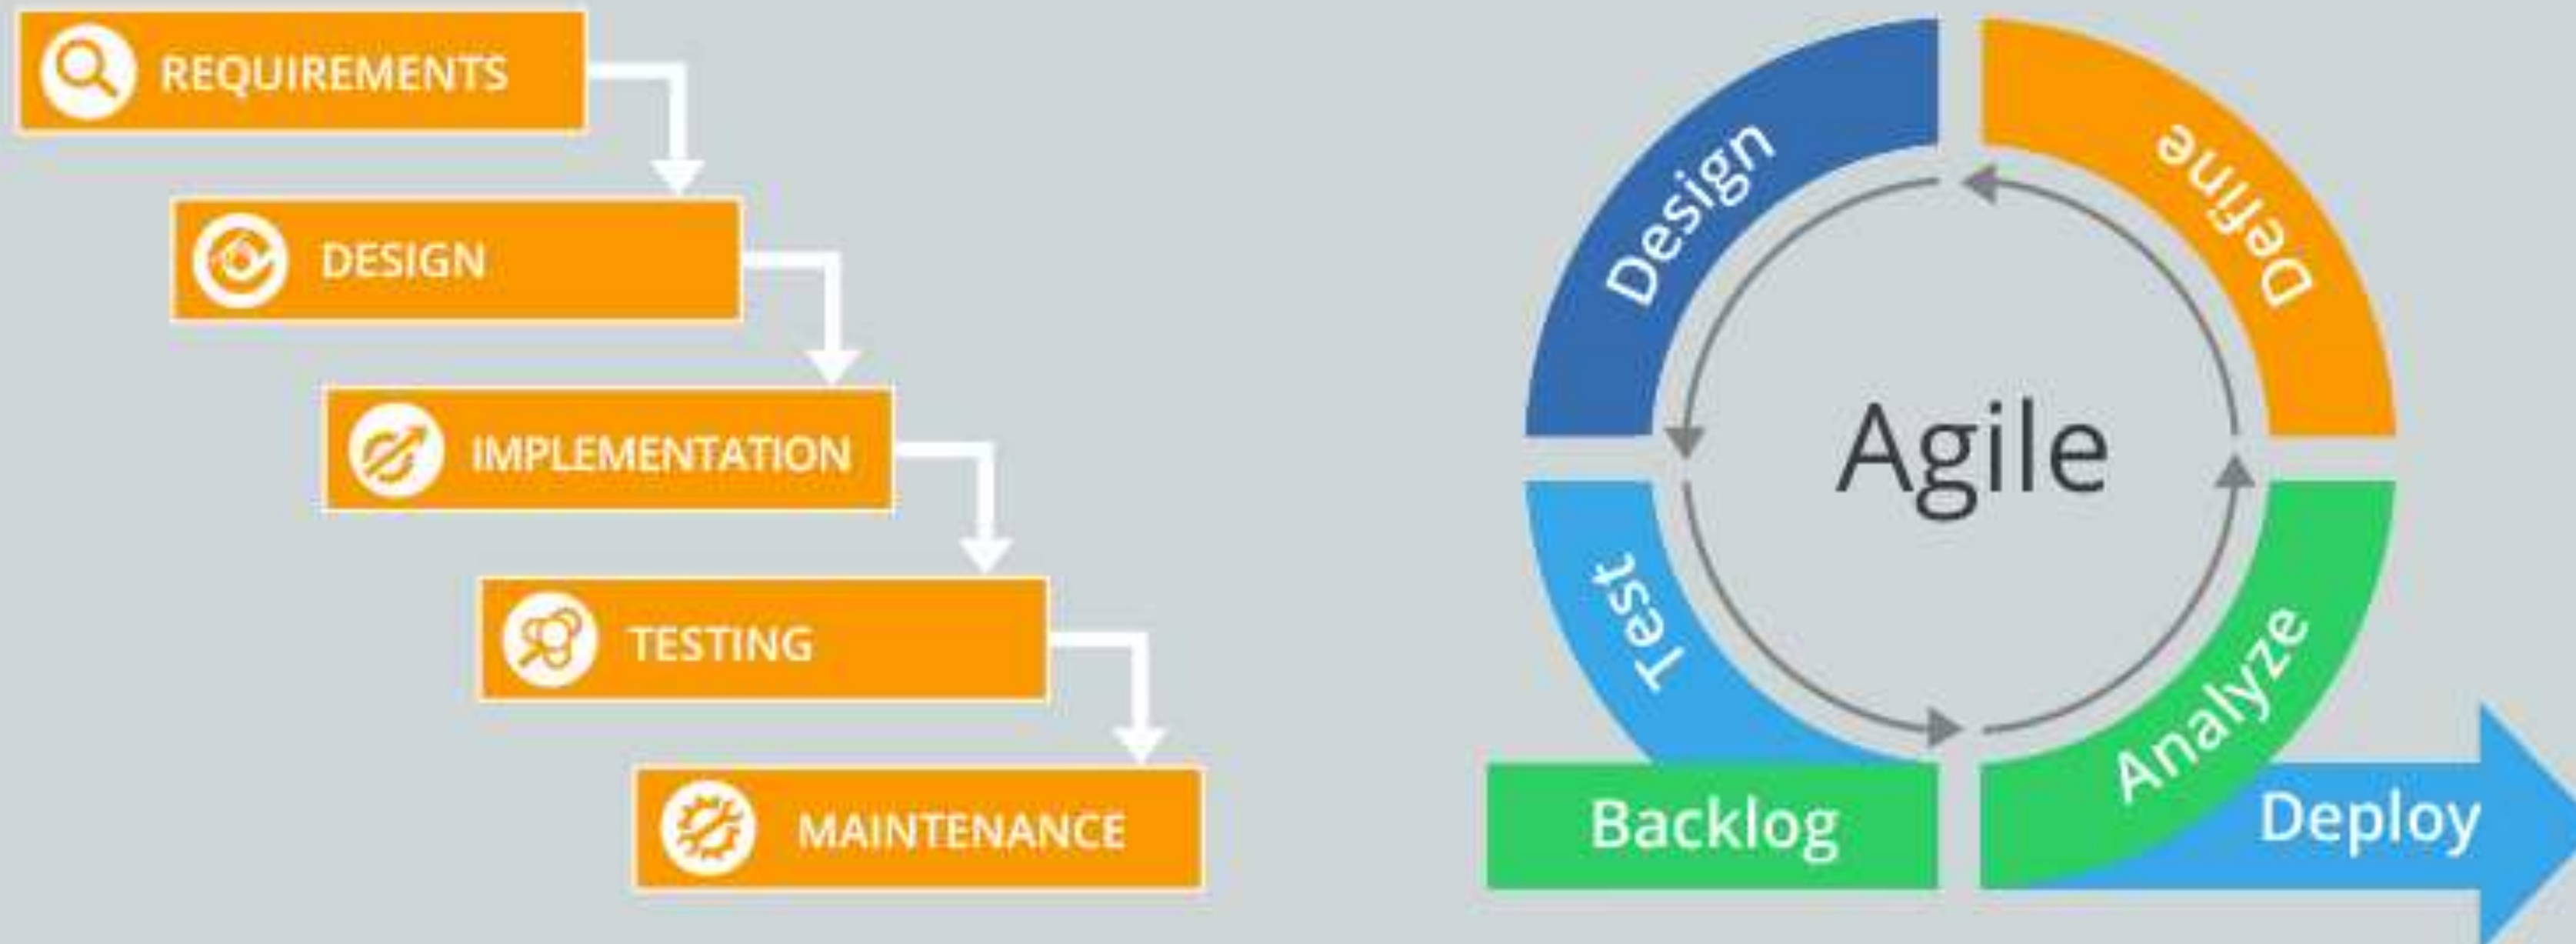 REQUIREMENTS
DESIGN
IMPLEMENTATION
TESTING
MAINTENANCE
Design
Define
Agile
Test
Analyze
Backlog
Deploy